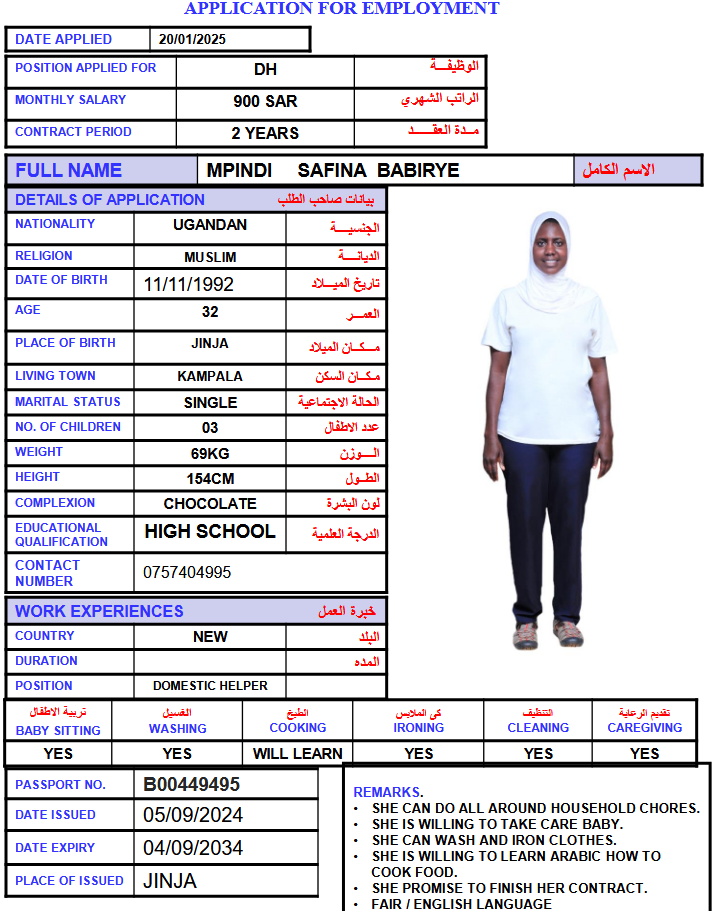 APPLICATION FOR EMPLOYMENT
DATE APPLIED 20/01/2025
POSITION APPLIED FOR DH الوظيفـــة
MONTHLY SALARY 900 SAR الراتب الشهري
CONTRACT PERIOD 2 YEARS مـدة العقـــــد
FULL NAME MPINDI SAFINA BABIRYE الاسم الكامل
DETAILS OF APPLICATION بيانات صاحب الطلب
NATIONALITY UGANDAN الجنسيــــة
RELIGION MUSLIM الديانــــة
DATE OF BIRTH 11/11/1992 تاريخ الميـــلاد
AGE 32 العمــر
PLACE OF BIRTH JINJA مــكـان الميلاد
LIVING TOWN KAMPALA مـكـان السكن
MARITAL STATUS SINGLE الحالة الاجتماعية
NO. OF CHILDREN 03 عدد الاطفال
WEIGHT 69KG الـــوزن
HEIGHT 154CM الطــول
COMPLEXION CHOCOLATE لون البشرة
EDUCATIONAL QUALIFICATION HIGH SCHOOL الدرجة العلمية
CONTACT NUMBER 0757404995
WORK EXPERIENCES خبرة العمل
COUNTRY NEW البلد
DURATION المده
POSITION DOMESTIC HELPER
تربية الاطفال الغسيل الطبخ كى الملابس التنظيف تقديم الرعاية
BABY SITTING WASHING COOKING IRONING CLEANING CAREGIVING
YES YES WILL LEARN YES YES YES
PASSPORT NO. B00449495
DATE ISSUED 05/09/2024
DATE EXPIRY 04/09/2034
PLACE OF ISSUED JINJA
REMARKS.
• SHE CAN DO ALL AROUND HOUSEHOLD CHORES.
• SHE IS WILLING TO TAKE CARE BABY.
• SHE CAN WASH AND IRON CLOTHES.
• SHE IS WILLING TO LEARN ARABIC HOW TO
COOK FOOD.
• SHE PROMISE TO FINISH HER CONTRACT.
• FAIR / ENGLISH LANGUAGE